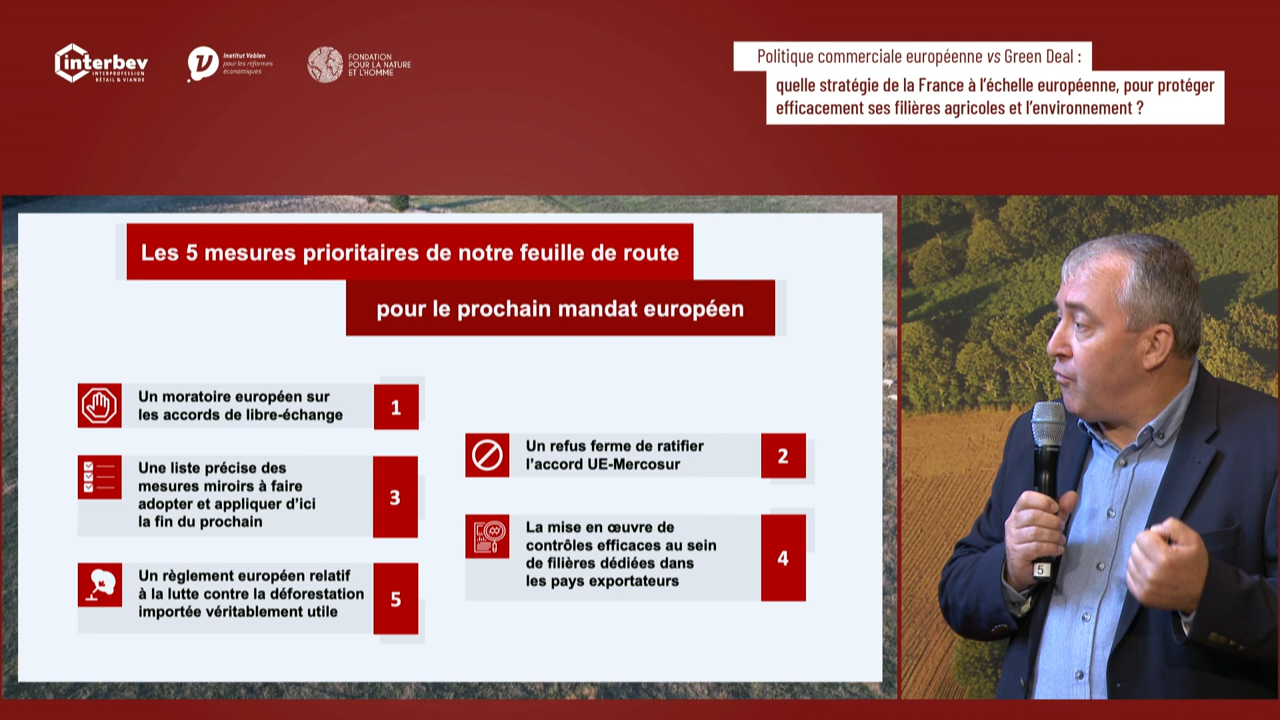 interbev
INTERPROFESSION
BÉTAIL & VIANDE
Institut Veblen
pour les réformes
économiques
FONDATION
POUR LA NATURE
ET L'HOMME
Politique commerciale européenne vs Green Deal :
quelle stratégie de la France à l'échelle européenne, pour protéger
efficacement ses filières agricoles et l'environnement ?
Les 5 mesures prioritaires de notre feuille de route
pour le prochain mandat européen
Un moratoire européen sur
les accords de libre-échange
1
Un refus ferme de ratifier
l'accord UE-Mercosur
2
Une liste précise des
mesures miroirs à faire
adopter et appliquer d'ici
la fin du prochain
3
La mise en œuvre de
contrôles efficaces au sein
de filières dédiées dans
les pays exportateurs
4
Un règlement européen relatif
à la lutte contre la déforestation
importée véritablement utile
5
5